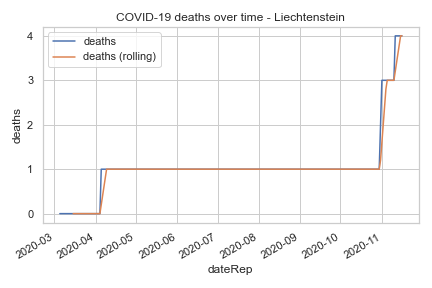 COVID-19 deaths over time - Liechtenstein
deaths
deaths (rolling)
4
3
2
1
0
deaths
2020-03
2020-04
2020-05
2020-06
2020-07
2020-08
2020-09
2020-10
2020-11
dateRep